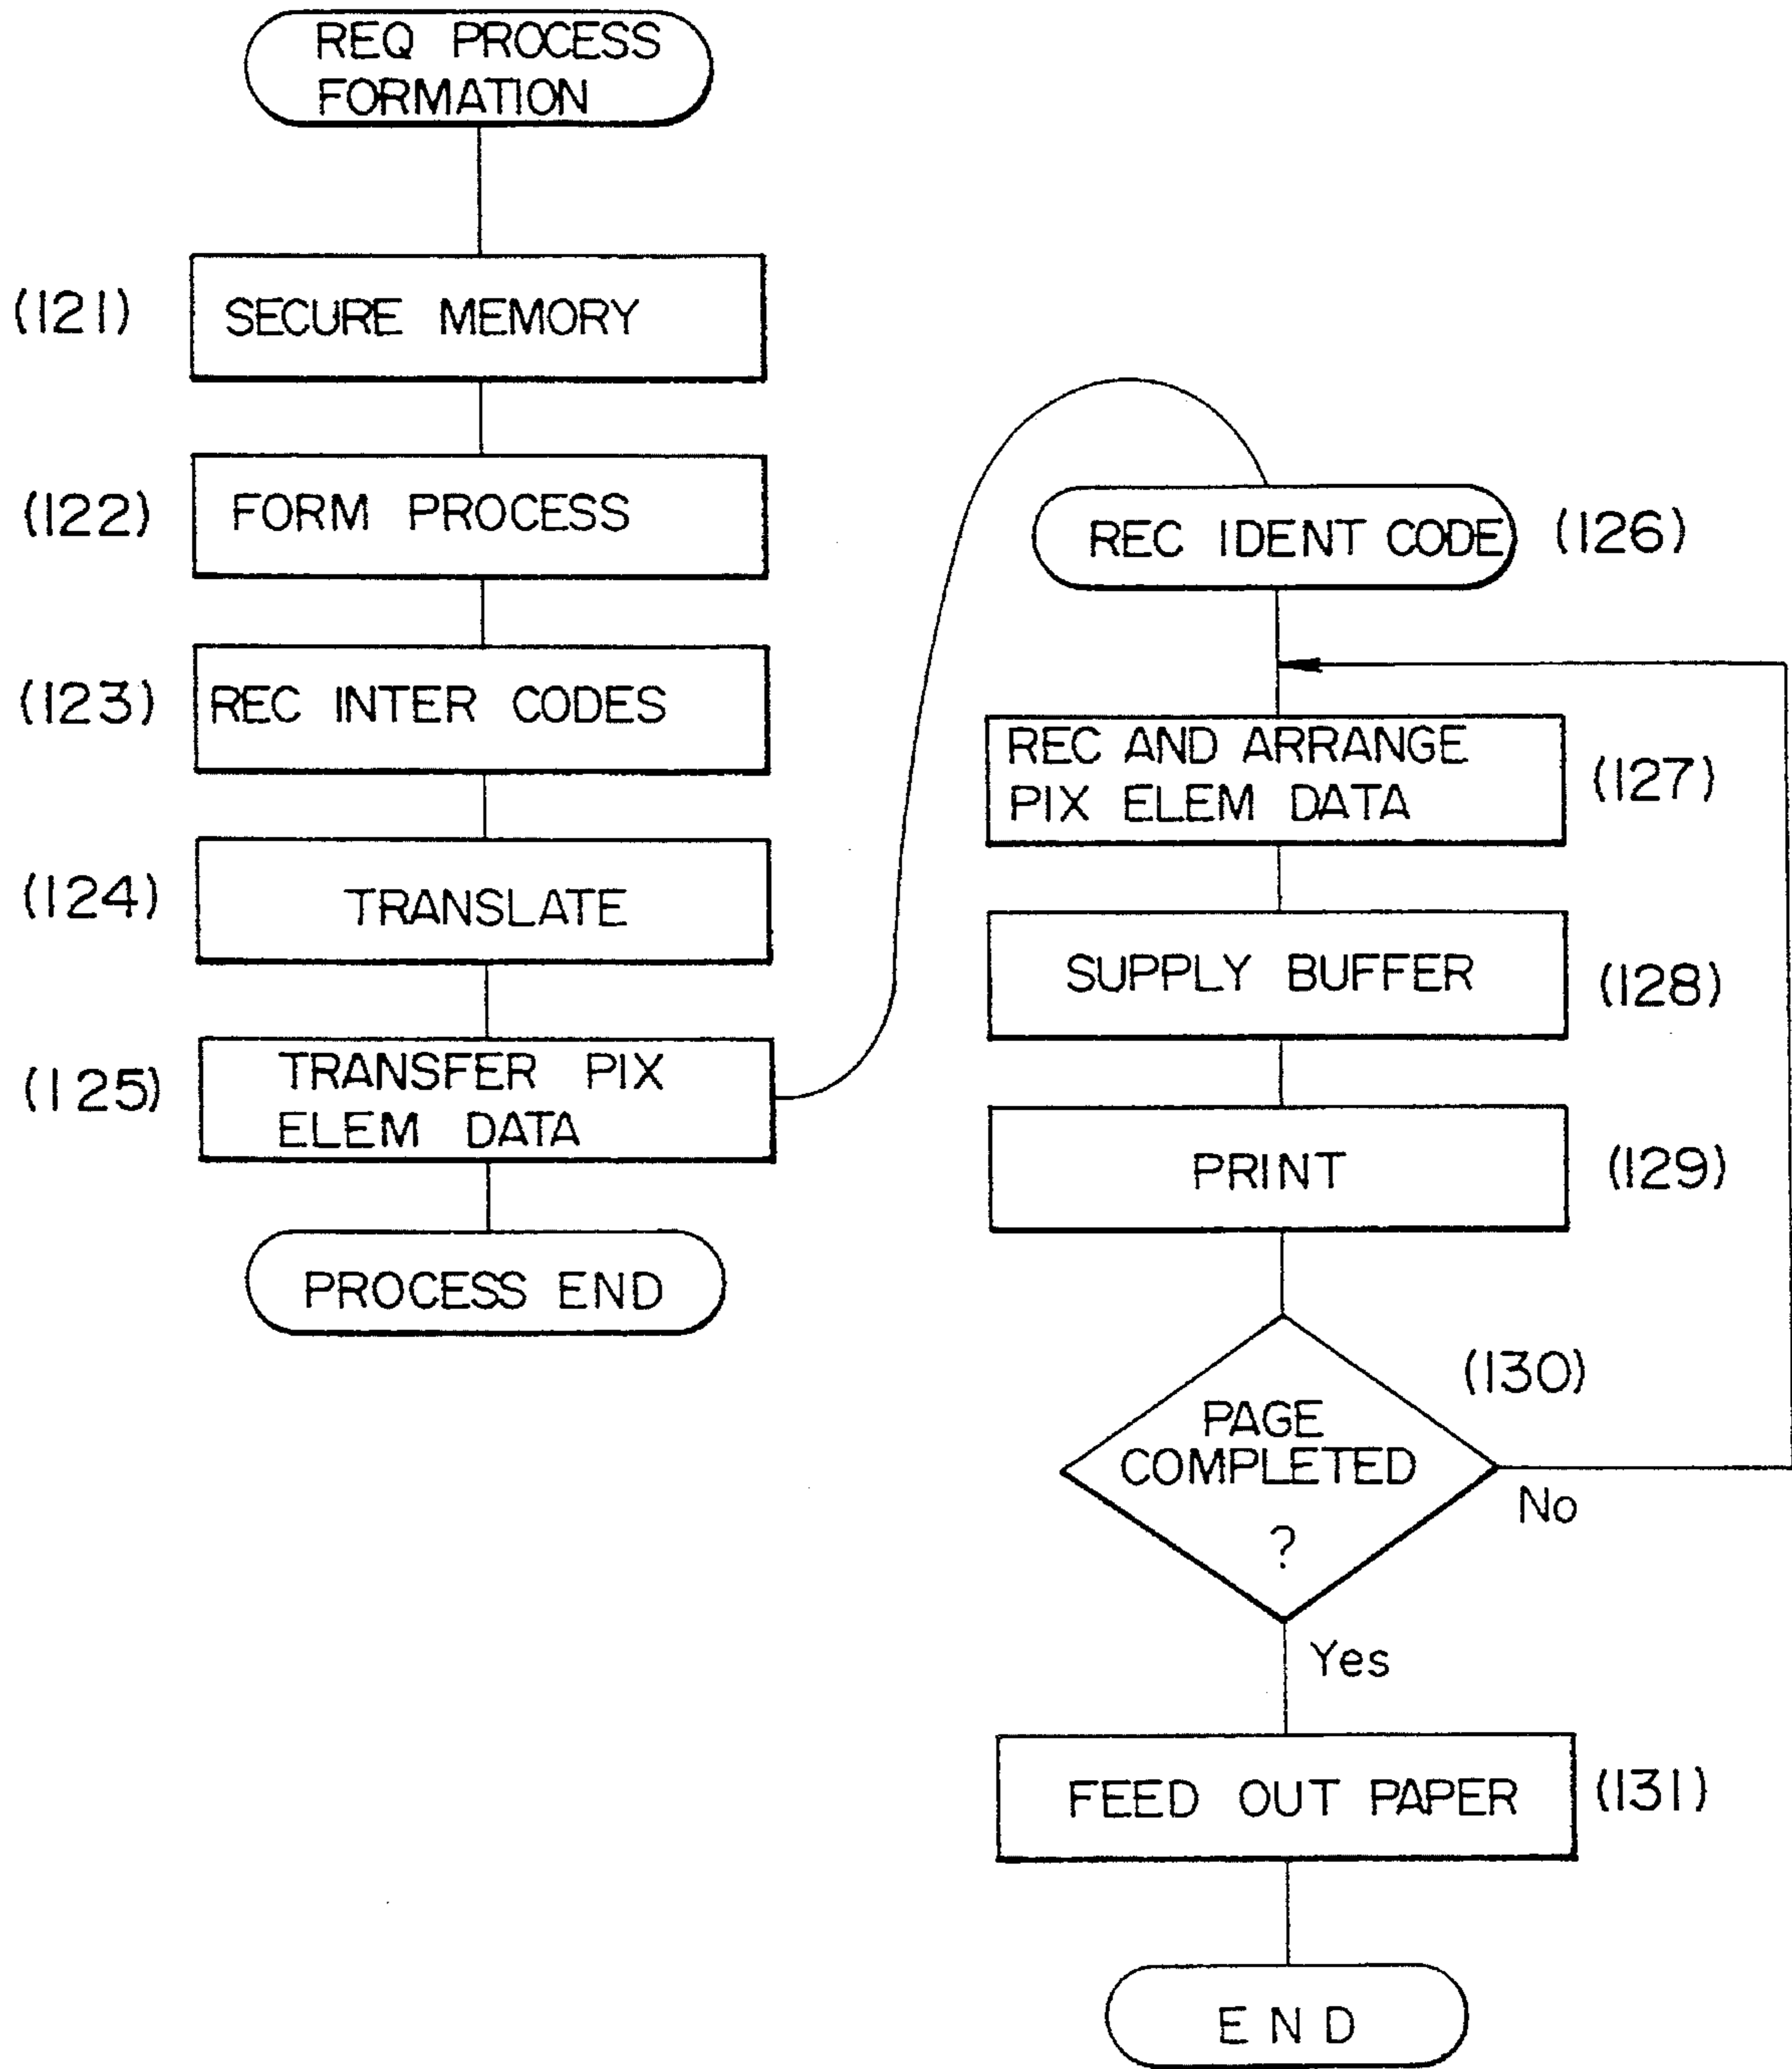 REQ PROCESS
FORMATION
(121)
SECURE MEMORY
(122)
FORM PROCESS
(123)
REC INTER CODES
(124)
TRANSLATE
(125)
TRANSFER PIX
ELEM DATA
PROCESS END
REC IDENT CODE
(126)
REC AND ARRANGE
PIX ELEM DATA
(127)
SUPPLY BUFFER
(128)
PRINT
(129)
(130)
PAGE
COMPLETED
?
No
Yes
FEED OUT PAPER
(131)
END